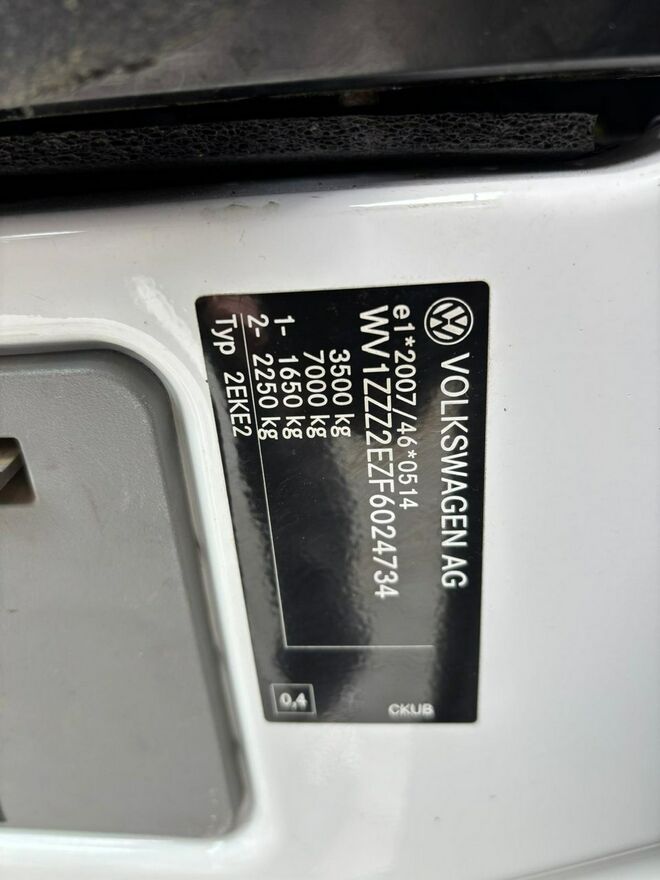 VOLKSWAGEN AG
e1*2007/46*0514
WV1ZZZ2EZF6024734
3500 kg
7000 kg
1- 1650 kg
2- 2250 kg
Typ 2EKE2
0,4
CKUB